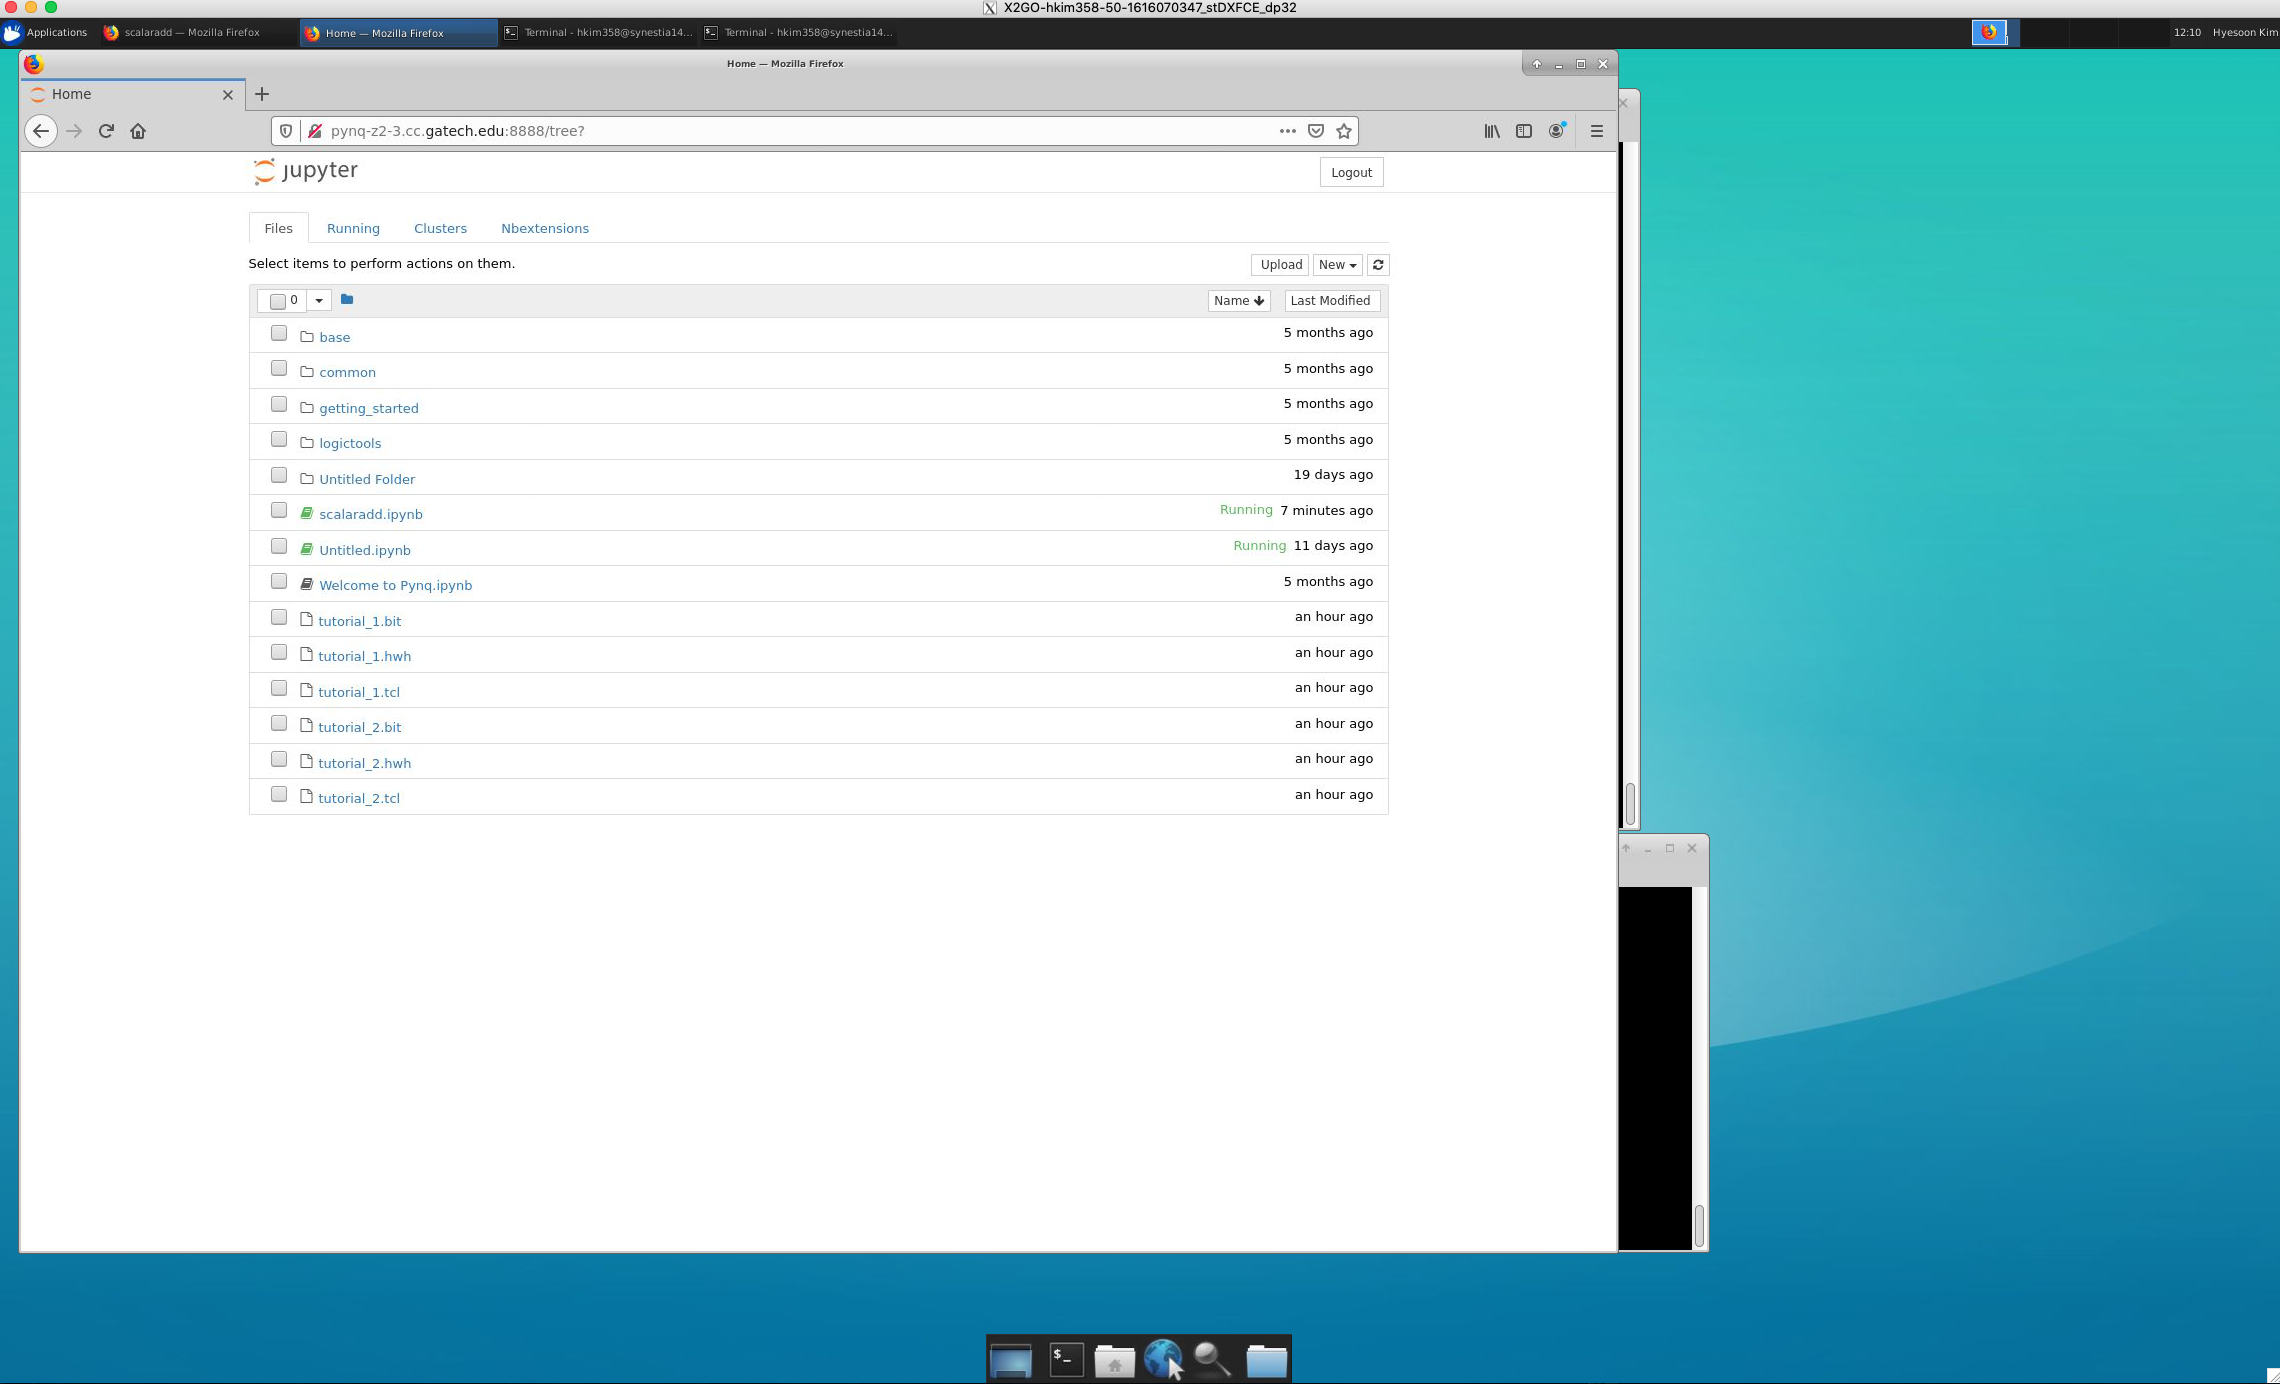 X2GO-hkim358-50-1616070347_stDXFCE_dp32
Applications scalaradd — Mozilla Firefox Home — Mozilla Firefox Terminal - hkim358@synestia14... Terminal - hkim358@synestia14... 12:10 Hyesoon Kim
Home — Mozilla Firefox
Home
pynq-z2-3.cc.gatech.edu:8888/tree?
jupyter Logout
Files Running Clusters Nbextensions
Select items to perform actions on them. Upload New
0 Name Last Modified
base 5 months ago
common 5 months ago
getting_started 5 months ago
logictools 5 months ago
Untitled Folder 19 days ago
scalaradd.ipynb Running 7 minutes ago
Untitled.ipynb Running 11 days ago
Welcome to Pynq.ipynb 5 months ago
tutorial_1.bit an hour ago
tutorial_1.hwh an hour ago
tutorial_1.tcl an hour ago
tutorial_2.bit an hour ago
tutorial_2.hwh an hour ago
tutorial_2.tcl an hour ago
$_